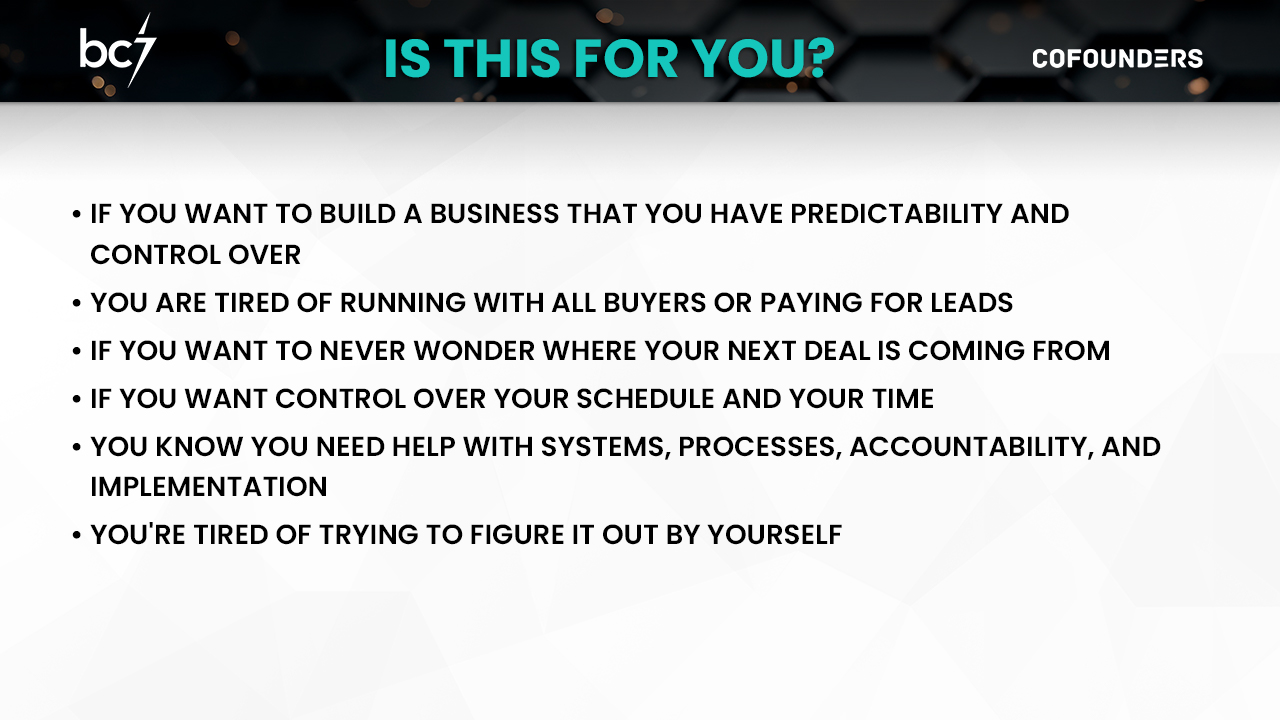 bc7
IS THIS FOR YOU?
COFOUNDERS
• IF YOU WANT TO BUILD A BUSINESS THAT YOU HAVE PREDICTABILITY AND
CONTROL OVER
• YOU ARE TIRED OF RUNNING WITH ALL BUYERS OR PAYING FOR LEADS
• IF YOU WANT TO NEVER WONDER WHERE YOUR NEXT DEAL IS COMING FROM
• IF YOU WANT CONTROL OVER YOUR SCHEDULE AND YOUR TIME
• YOU KNOW YOU NEED HELP WITH SYSTEMS, PROCESSES, ACCOUNTABILITY, AND
IMPLEMENTATION
• YOU'RE TIRED OF TRYING TO FIGURE IT OUT BY YOURSELF